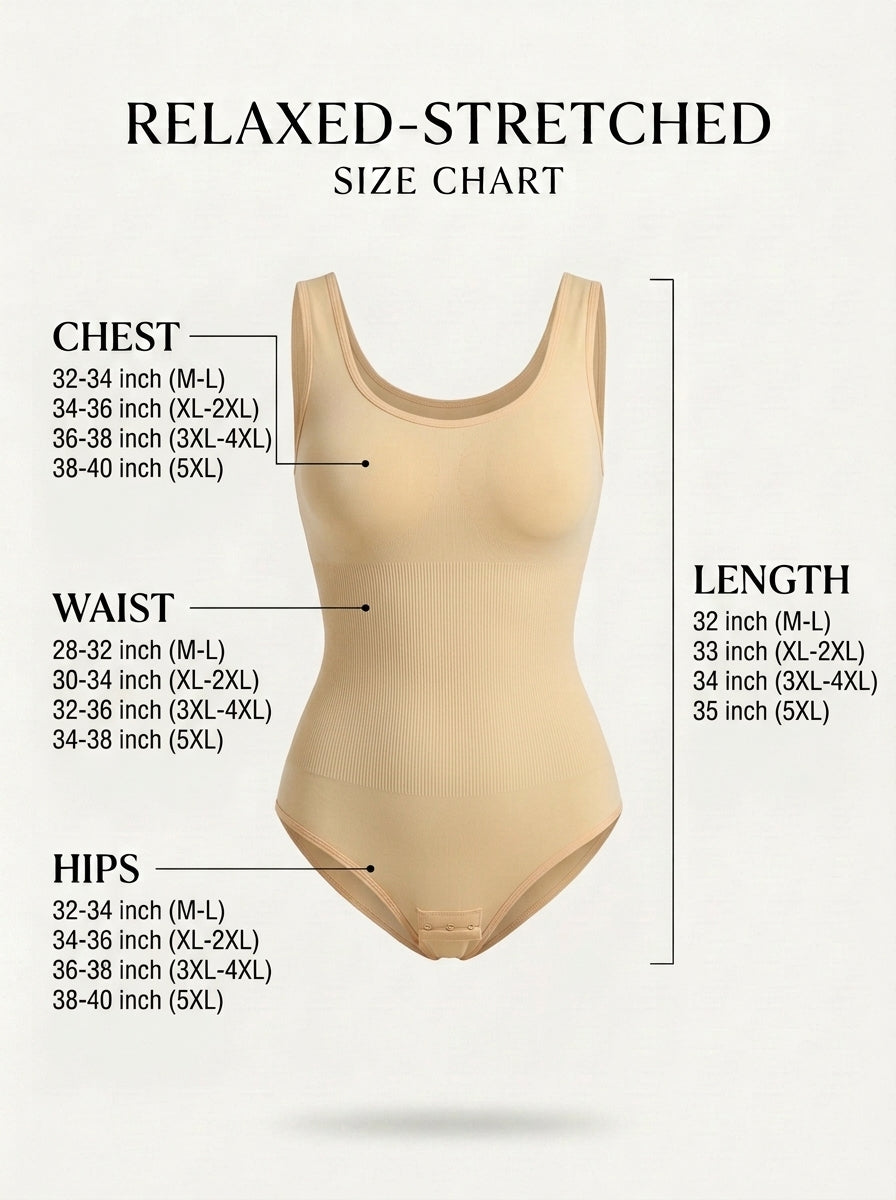 RELAXED-STRETCHED
SIZE CHART
CHEST
32-34 inch (M-L)
34-36 inch (XL-2XL)
36-38 inch (3XL-4XL)
38-40 inch (5XL)
WAIST
28-32 inch (M-L)
30-34 inch (XL-2XL)
32-36 inch (3XL-4XL)
34-38 inch (5XL)
HIPS
32-34 inch (M-L)
34-36 inch (XL-2XL)
36-38 inch (3XL-4XL)
38-40 inch (5XL)
LENGTH
32 inch (M-L)
33 inch (XL-2XL)
34 inch (3XL-4XL)
35 inch (5XL)